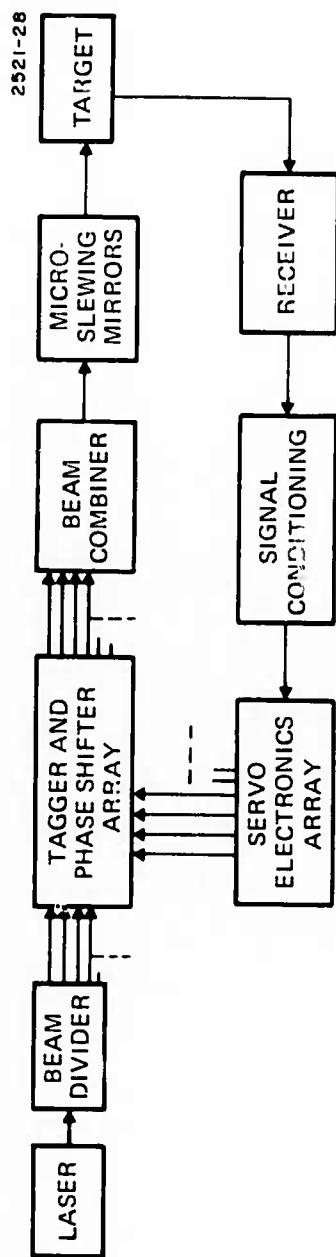 2521-28
LASER
BEAM
DIVIDER
TAGGER AND
PHASE SHIFTER
ARRAY
BEAM
COMBINER
MICRO-
SLEWING
MIRRORS
TARGET
SERVO
ELECTRONICS
ARRAY
SIGNAL
CONDITIONING
RECEIVER